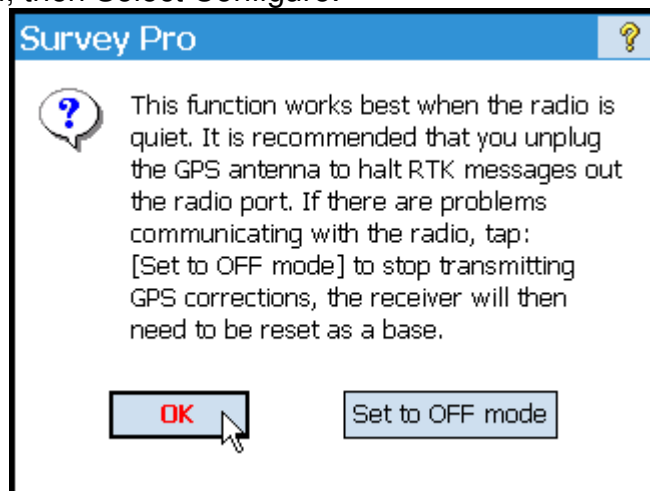 then Select Configure.
Survey Pro
This function works best when the radio is
quiet. It is recommended that you unplug
the GPS antenna to halt RTK messages out
the radio port. If there are problems
communicating with the radio, tap:
[Set to OFF mode] to stop transmitting
GPS corrections, the receiver will then
need to be reset as a base.
OK
Set to OFF mode